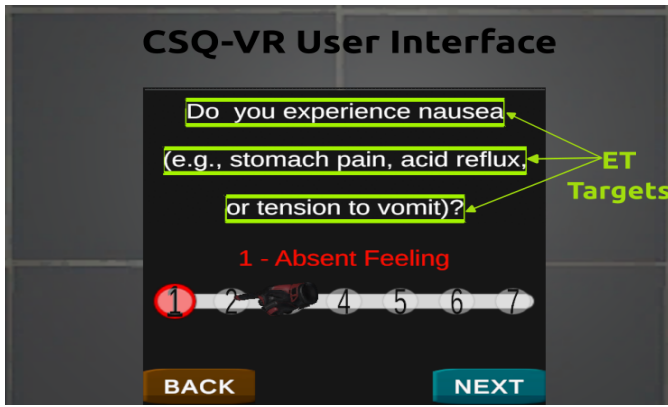 CSQ-VR User Interface
Do you experience nausea
(e.g., stomach pain, acid reflux,
or tension to vomit)?
ET
Targets
1 - Absent Feeling
1 2 4 5 6 7
BACK NEXT